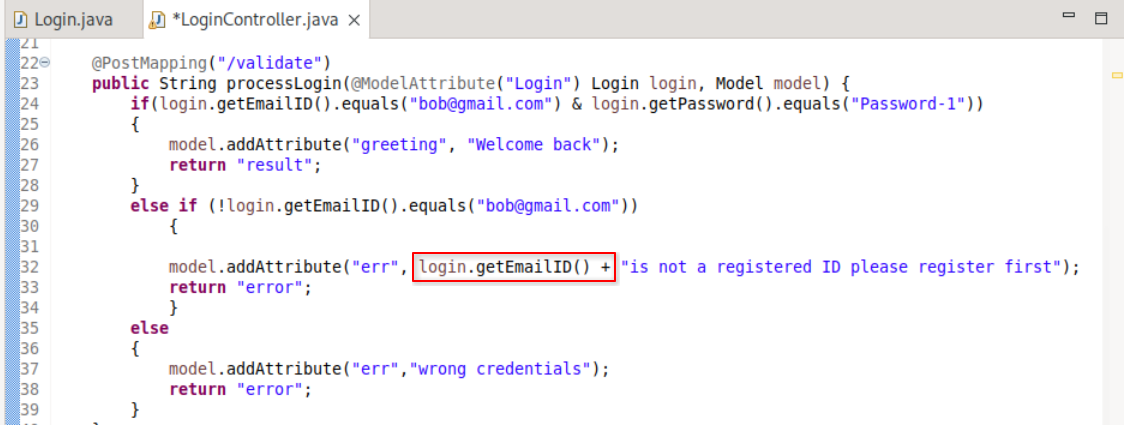 Login.java
*LoginController.java
21
22 @PostMapping("/validate")
23 public String processLogin(@ModelAttribute("Login") Login login, Model model) {
24 if(login.getEmailID().equals("bob@gmail.com") & login.getPassword().equals("Password-1"))
25 {
26 model.addAttribute("greeting", "Welcome back");
27 return "result";
28 }
29 else if (!login.getEmailID().equals("bob@gmail.com"))
30 {
31
32 model.addAttribute("err", login.getEmailID() + "is not a registered ID please register first");
33 return "error";
34 }
35 else
36 {
37 model.addAttribute("err","wrong credentials");
38 return "error";
39 }